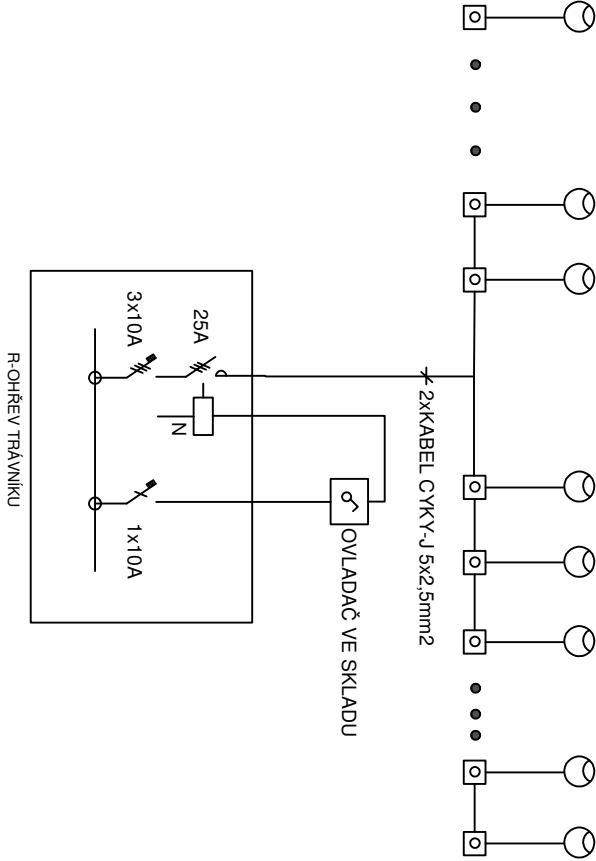 2xKABEL CYKY-J 5x2,5mm2
OVLADAČ VE SKLADU
25A
3x10A
N
1x10A
R-OHŘEV TRÁVNÍKU